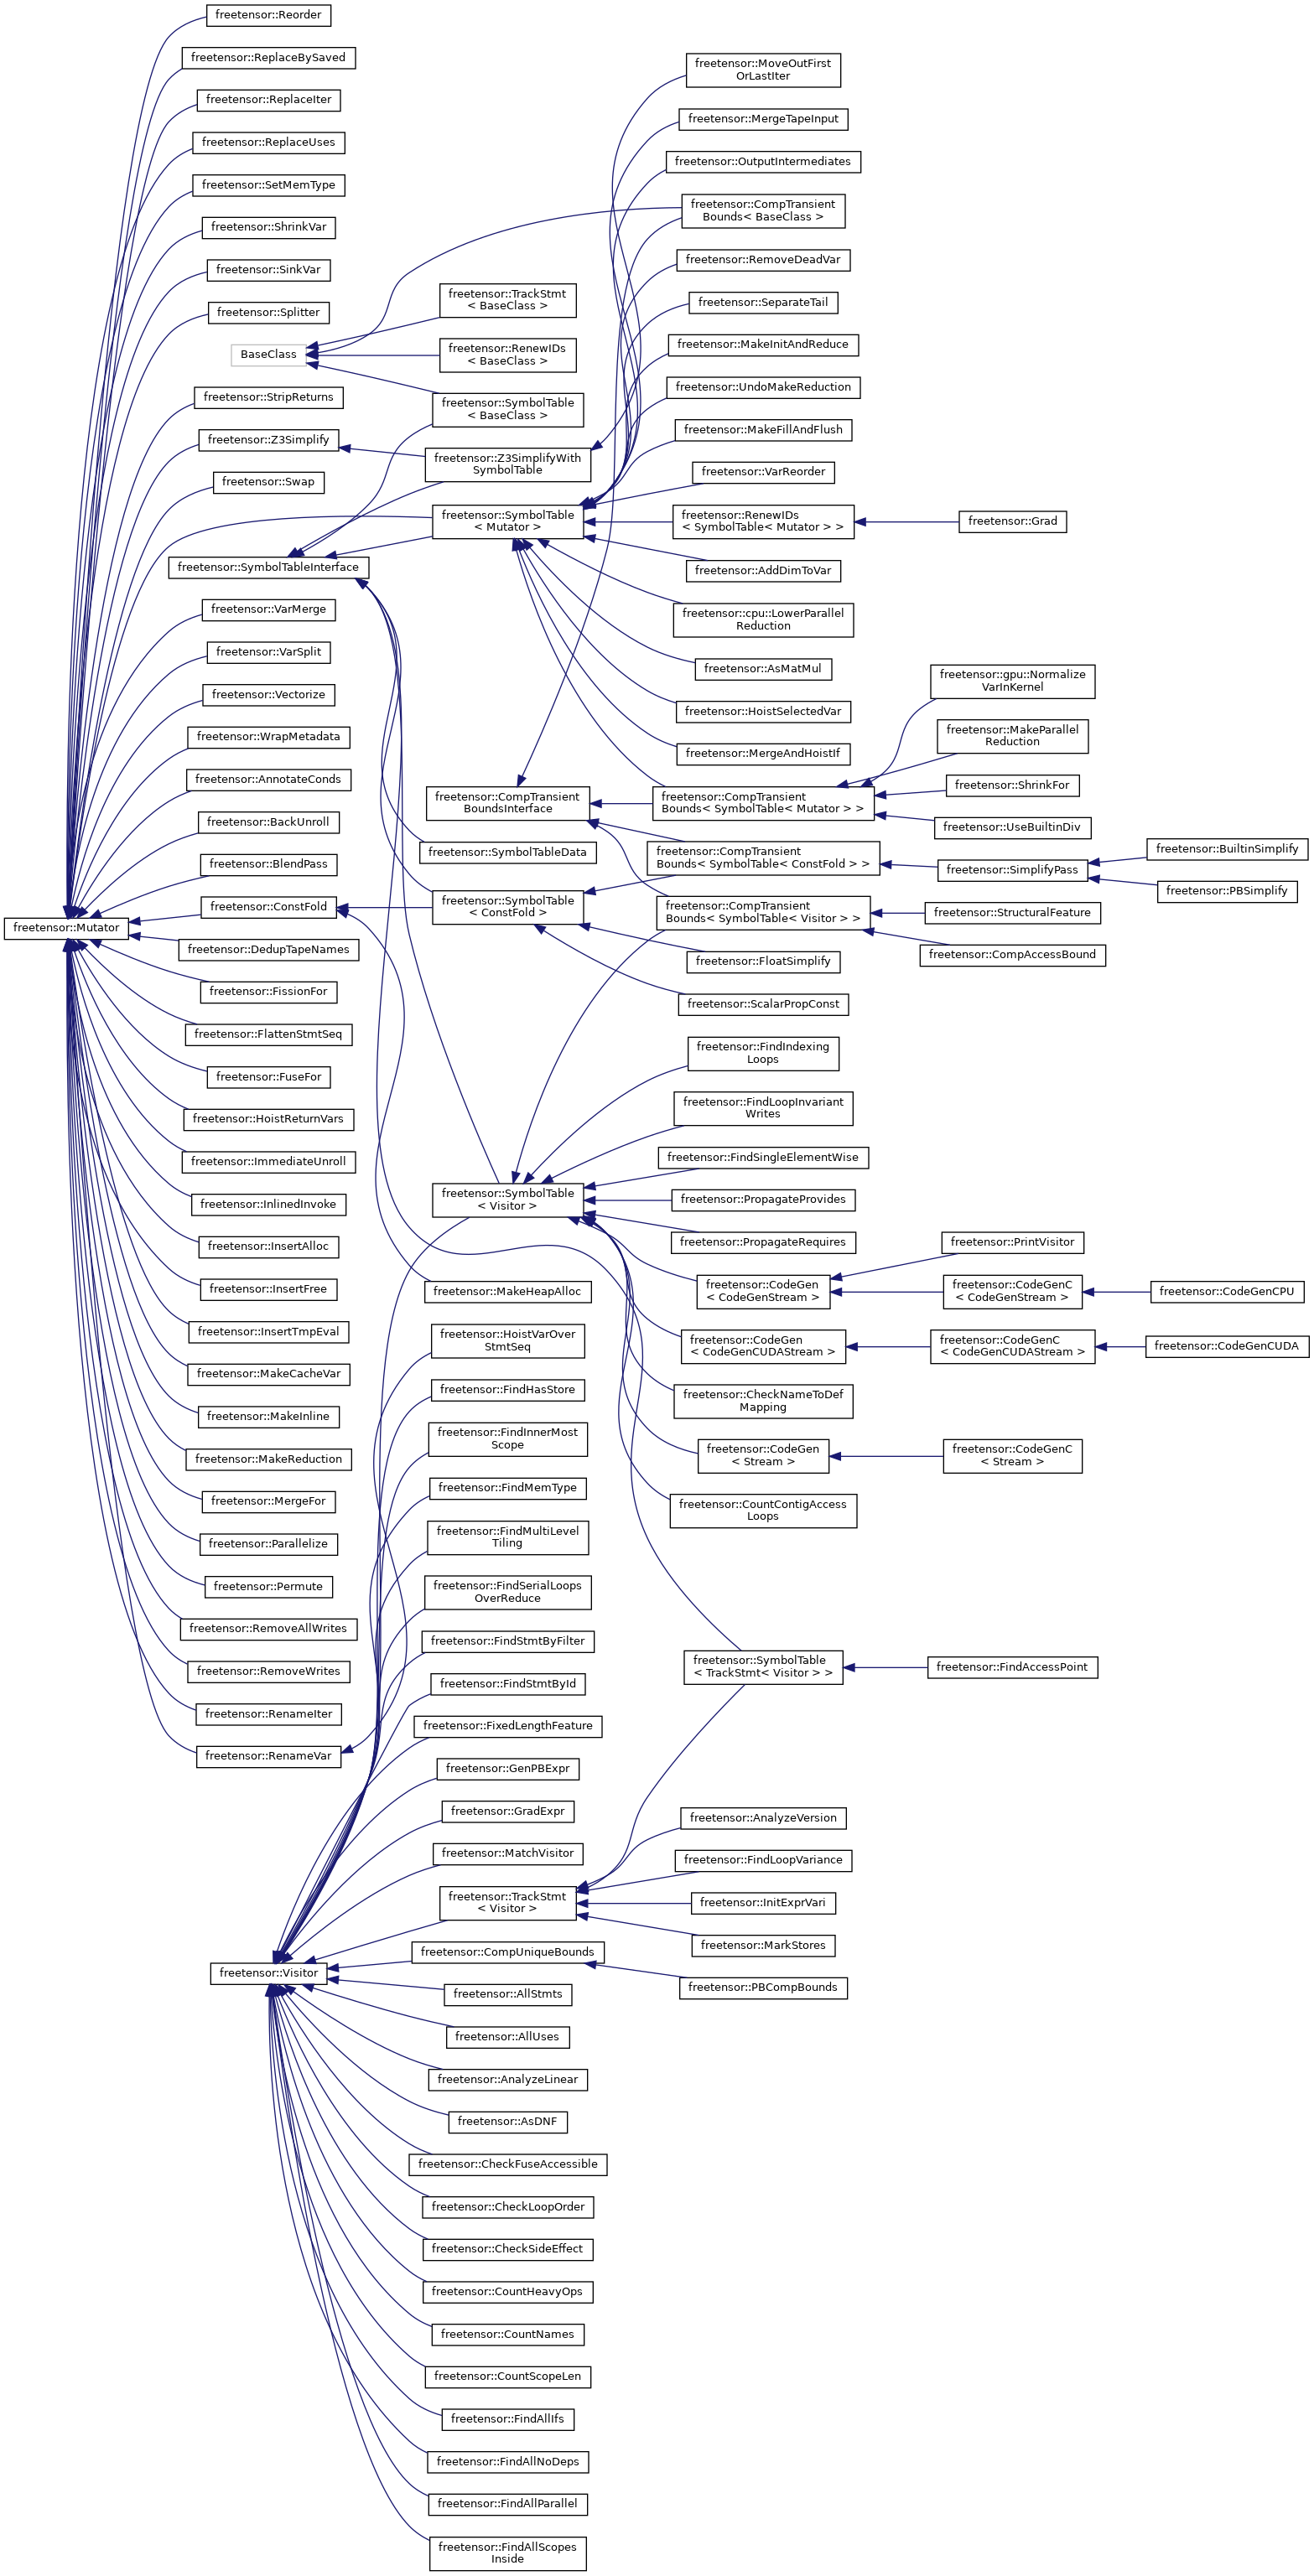 freetensor::Reorder
freetensor::ReplaceBySaved
freetensor::ReplaceIter
freetensor::ReplaceUses
freetensor::SetMemType
freetensor::ShrinkVar
freetensor::SinkVar
freetensor::Splitter
BaseClass
freetensor::StripReturns
freetensor::Z3Simplify
freetensor::Swap
freetensor::SymbolTableInterface
freetensor::VarMerge
freetensor::VarSplit
freetensor::Vectorize
freetensor::WrapMetadata
freetensor::AnnotateConds
freetensor::BackUnroll
freetensor::BlendPass
freetensor::ConstFold
freetensor::Mutator
freetensor::DedupTapeNames
freetensor::FissionFor
freetensor::FlattenStmtSeq
freetensor::FuseFor
freetensor::HoistReturnVars
freetensor::ImmediateUnroll
freetensor::InlinedInvoke
freetensor::InsertAlloc
freetensor::InsertFree
freetensor::InsertTmpEval
freetensor::MakeCacheVar
freetensor::MakeInline
freetensor::MakeReduction
freetensor::MergeFor
freetensor::Parallelize
freetensor::Permute
freetensor::RemoveAllWrites
freetensor::RemoveWrites
freetensor::RenameIter
freetensor::RenameVar
freetensor::Visitor
freetensor::TrackStmt
< BaseClass >
freetensor::RenewIDs
< BaseClass >
freetensor::SymbolTable
< BaseClass >
freetensor::Z3SimplifyWith
SymbolTable
freetensor::SymbolTable
< Mutator >
freetensor::CompTransient
BoundsInterface
freetensor::SymbolTableData
freetensor::SymbolTable
< ConstFold >
freetensor::SymbolTable
< Visitor >
freetensor::MakeHeapAlloc
freetensor::HoistVarOver
StmtSeq
freetensor::FindHasStore
freetensor::FindInnerMost
Scope
freetensor::FindMemType
freetensor::FindMultiLevel
Tiling
freetensor::FindSerialLoops
OverReduce
freetensor::FindStmtByFilter
freetensor::FindStmtById
freetensor::FixedLengthFeature
freetensor::GenPBExpr
freetensor::GradExpr
freetensor::MatchVisitor
freetensor::TrackStmt
< Visitor >
freetensor::CompUniqueBounds
freetensor::AllStmts
freetensor::AllUses
freetensor::AnalyzeLinear
freetensor::AsDNF
freetensor::CheckFuseAccessible
freetensor::CheckLoopOrder
freetensor::CheckSideEffect
freetensor::CountHeavyOps
freetensor::CountNames
freetensor::CountScopeLen
freetensor::FindAllIfs
freetensor::FindAllNoDeps
freetensor::FindAllParallel
freetensor::FindAllScopes
Inside
freetensor::MoveOutFirst
OrLastIter
freetensor::MergeTapeInput
freetensor::OutputIntermediates
freetensor::CompTransient
Bounds< BaseClass >
freetensor::RemoveDeadVar
freetensor::SeparateTail
freetensor::MakeInitAndReduce
freetensor::UndoMakeReduction
freetensor::MakeFillAndFlush
freetensor::VarReorder
freetensor::RenewIDs
< SymbolTable< Mutator > >
freetensor::AddDimToVar
freetensor::cpu::LowerParallel
Reduction
freetensor::AsMatMul
freetensor::HoistSelectedVar
freetensor::MergeAndHoistIf
freetensor::CompTransient
Bounds< SymbolTable< Mutator > >
freetensor::CompTransient
Bounds< SymbolTable< ConstFold > >
freetensor::CompTransient
Bounds< SymbolTable< Visitor > >
freetensor::FloatSimplify
freetensor::ScalarPropConst
freetensor::FindIndexing
Loops
freetensor::FindLoopInvariant
Writes
freetensor::FindSingleElementWise
freetensor::PropagateProvides
freetensor::PropagateRequires
freetensor::CodeGen
< CodeGenStream >
freetensor::CodeGen
< CodeGenCUDAStream >
freetensor::CheckNameToDef
Mapping
freetensor::CodeGen
< Stream >
freetensor::CountContigAccess
Loops
freetensor::SymbolTable
< TrackStmt< Visitor > >
freetensor::AnalyzeVersion
freetensor::FindLoopVariance
freetensor::InitExprVari
freetensor::MarkStores
freetensor::PBCompBounds
freetensor::Grad
freetensor::gpu::Normalize
VarInKernel
freetensor::MakeParallel
Reduction
freetensor::ShrinkFor
freetensor::UseBuiltinDiv
freetensor::SimplifyPass
freetensor::StructuralFeature
freetensor::CompAccessBound
freetensor::PrintVisitor
freetensor::CodeGenC
< CodeGenStream >
freetensor::CodeGenC
< CodeGenCUDAStream >
freetensor::CodeGenC
< Stream >
freetensor::FindAccessPoint
freetensor::BuiltinSimplify
freetensor::PBSimplify
freetensor::CodeGenCPU
freetensor::CodeGenCUDA